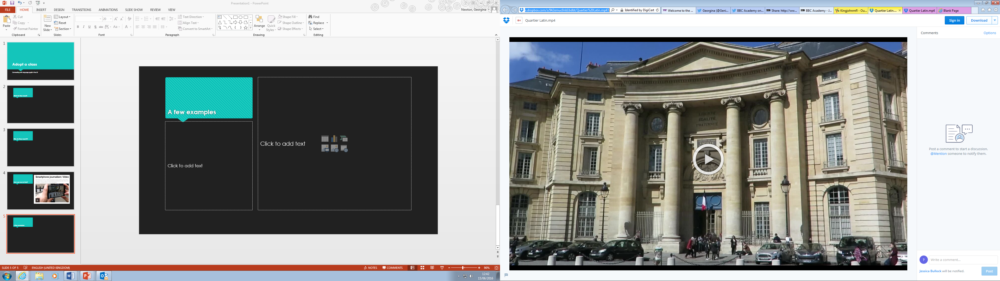 Presentation1 - PowerPoint
FILE HOME INSERT DESIGN TRANSITIONS ANIMATIONS SLIDE SHOW REVIEW VIEW
Newton, Georgina
Paste
Cut
Copy
Format Painter
Clipboard
New
Slide
Layout
Reset
Section
Slides
20
B I U S abc AV Aa A
Font
Text Direction
Align Text
Convert to SmartArt
Paragraph
Arrange
Quick
Styles
Shape Fill
Shape Outline
Shape Effects
Drawing
Find
Replace
Select
Editing
1
Adopt a class
Connecting with language pupils in the UK
2
What do they need?
3
Why do they need it?
4
How can we do that?
Smartphone journalism: Video
5
A few examples
A few examples
Click to add text
Click to add text
SLIDE 5 OF 5 ENGLISH (UNITED KINGDOM)
NOTES COMMENTS 90%
12:42
15/06/2016
v.dropbox.com/s/942emuc0nb1bdbt/Quartier%20Latin.mp4?
Identified by DigiCert
Welcome to the ...
Georgina (@Geni...
BBC Academy on...
Share: http://ww...
BBC Academy - J...
Kingjohnmfl - Ou...
Quartier Latin....
Quartier Latin.mp4
Blank Page
Quartier Latin.mp4
Sign in
Download
Comments
Options
LIBERTÉ
EGALITÉ
FRATERNITÉ
FACULTÉ
Post a comment to start a discussion.
@Mention someone to notify them.
? Write a comment...
Jessica Bullock will be notified.
Post